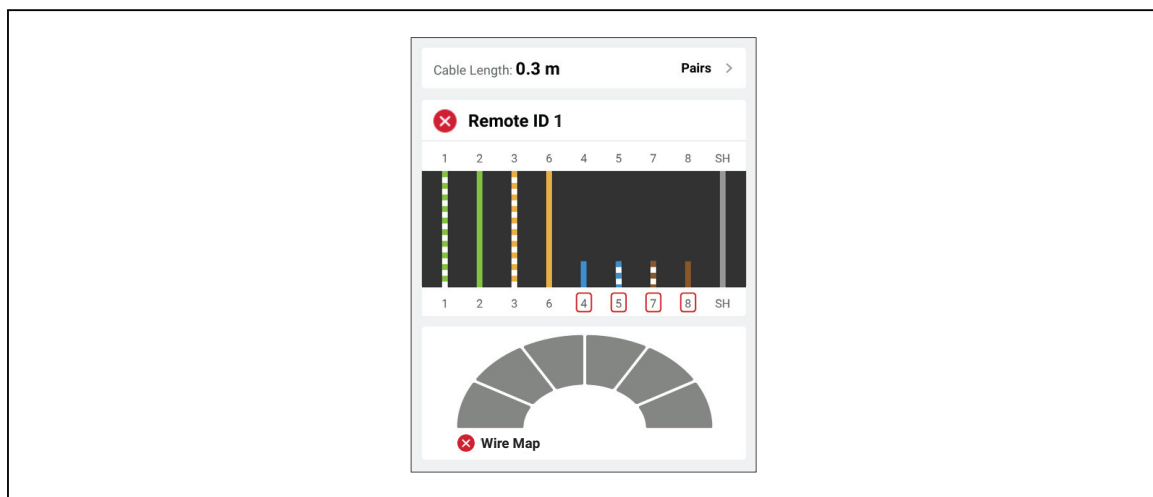 Cable Length: 0.3 m Pairs >
Remote ID 1
1 2 3 6 4 5 7 8 SH
1 2 3 6 4 5 7 8 SH
Wire Map